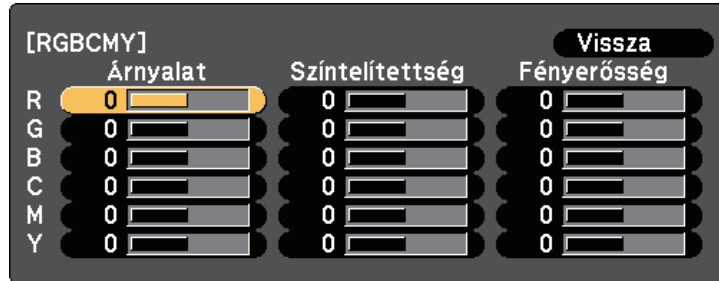 [RGBCMY] Vissza
Árnyalat Színtelítettség Fényerősség
R 0 0 0
G 0 0 0
B 0 0 0
C 0 0 0
M 0 0 0
Y 0 0 0